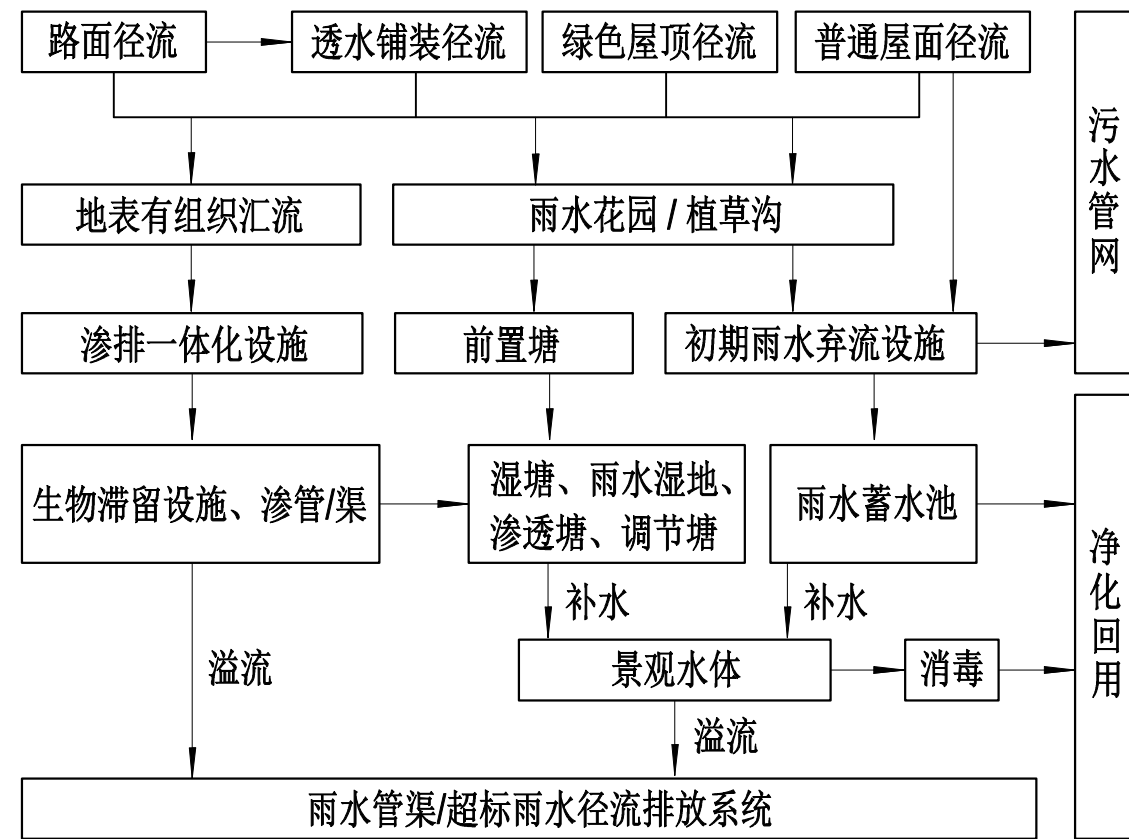 路面径流
透水铺装径流
绿色屋顶径流
普通屋面径流
污水管网
地表有组织汇流
雨水花园 / 植草沟
渗排一体化设施
前置塘
初期雨水弃流设施
生物滞留设施、渗管/渠
湿塘、雨水湿地、
渗透塘、调节塘
雨水蓄水池
净化回用
补水
补水
溢流
景观水体
消毒
溢流
雨水管渠/超标雨水径流排放系统